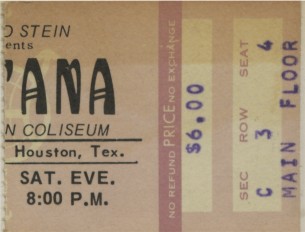 O STEIN
ents
'ANA
N COLISEUM
Houston, Tex.
SAT. EVE.
8:00 P.M.
NO REFUND PRICE NO EXCHANGE
$6.00
SEC ROW SEAT
C 3 4
MAIN FLOOR